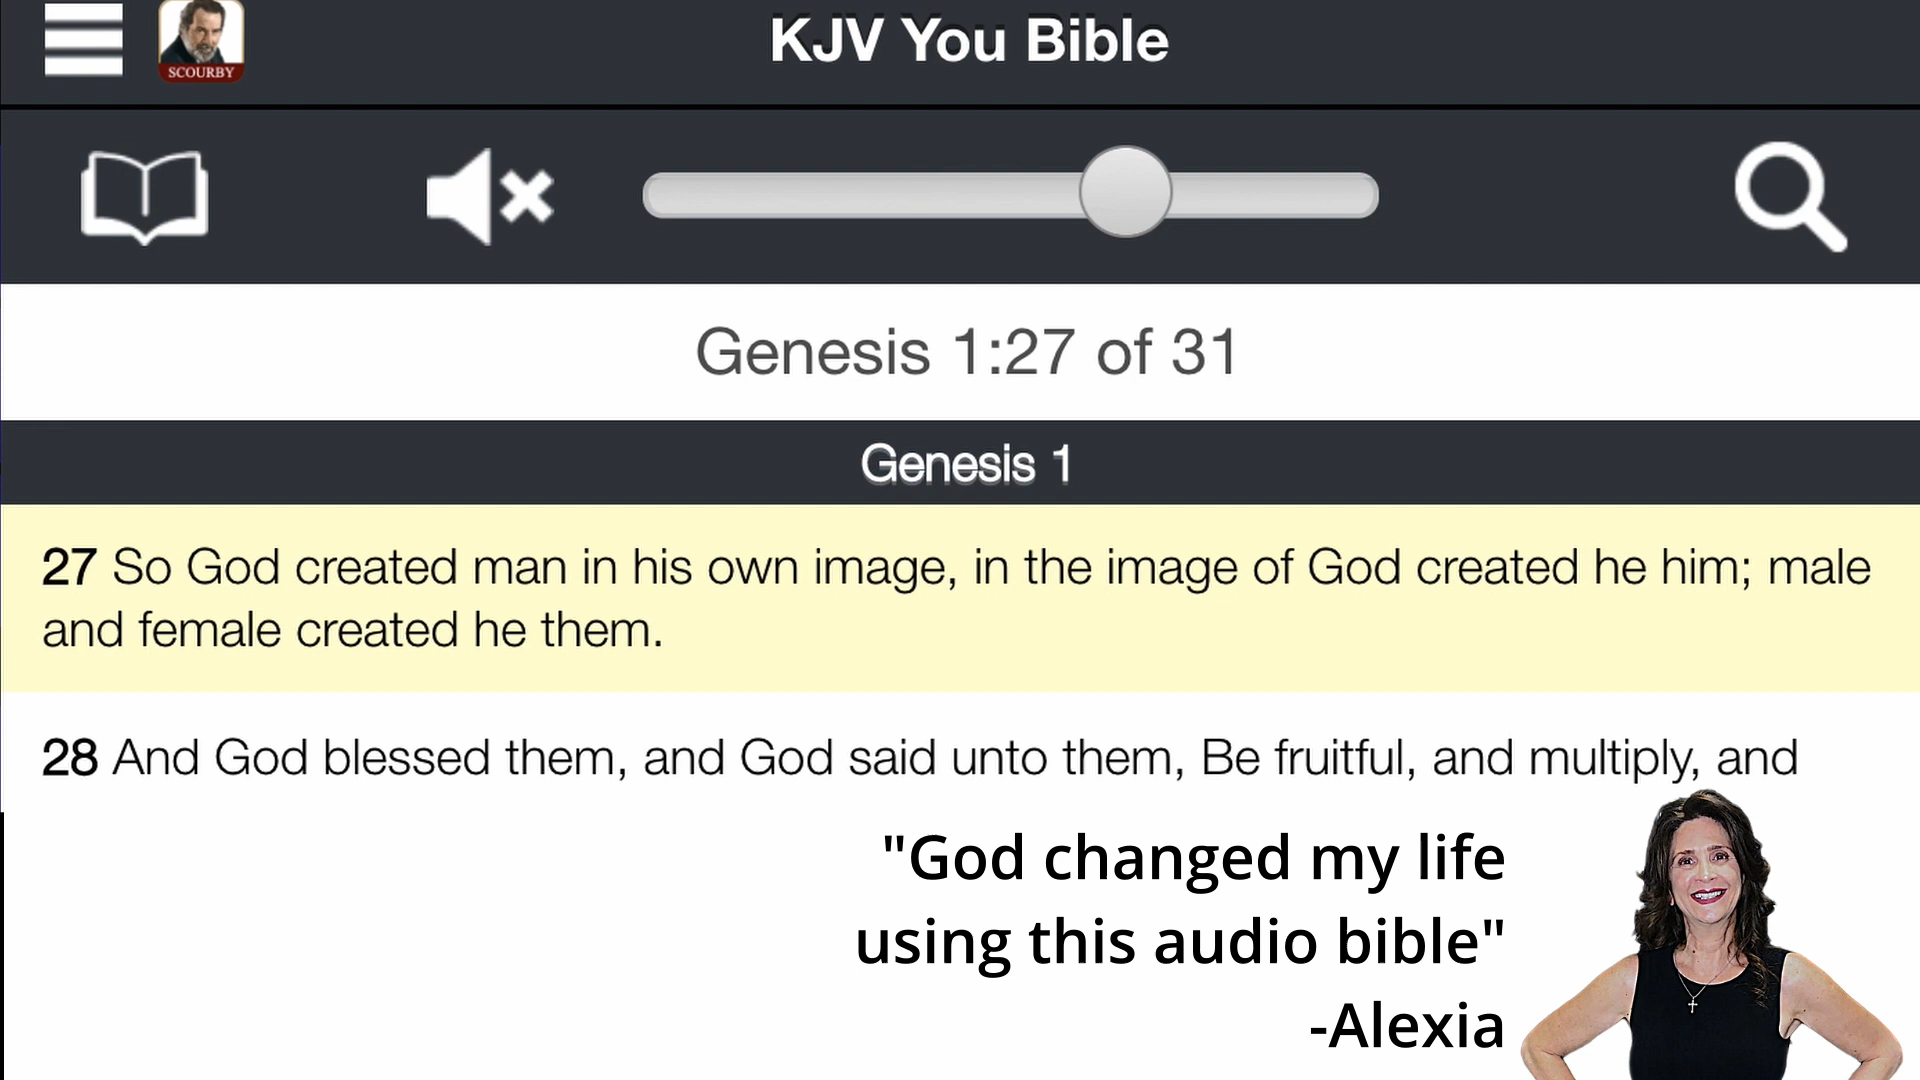 SCOURBY
KJV You Bible
Genesis 1:27 of 31
Genesis 1
27 So God created man in his own image, in the image of God created he him; male
and female created he them.
28 And God blessed them, and God said unto them, Be fruitful, and multiply, and
"God changed my life
using this audio bible"
-Alexia